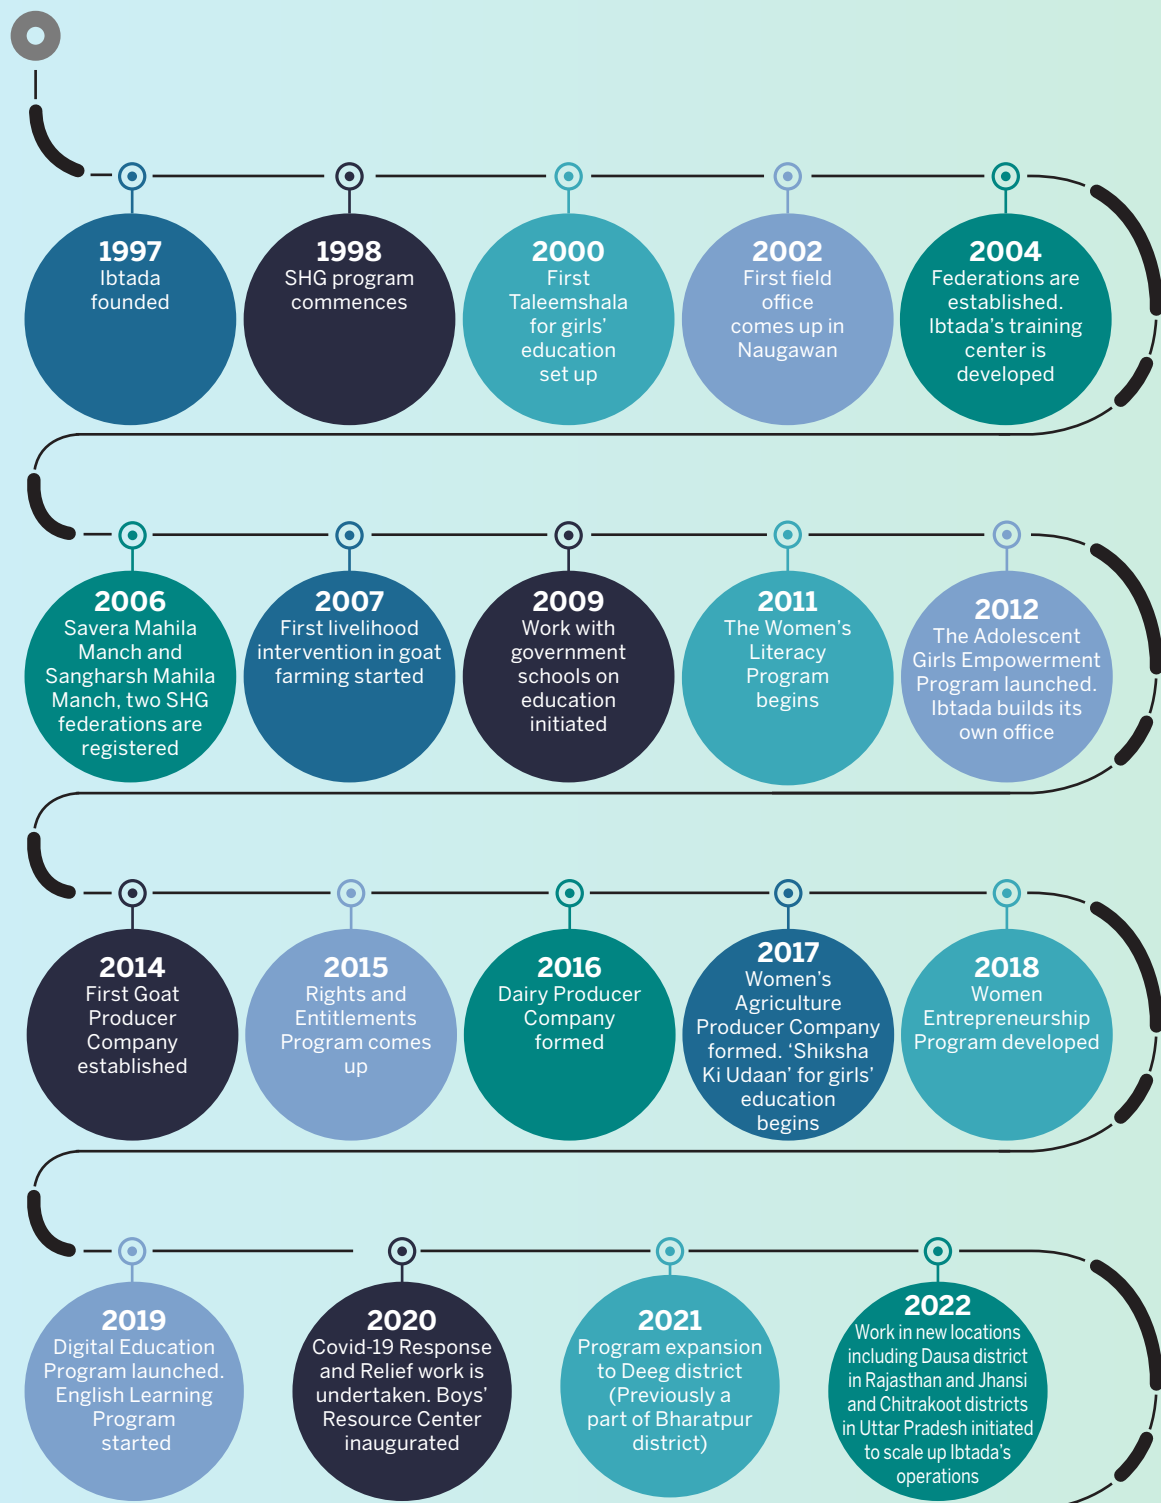 1997
Ibtada
founded
1998
SHG program
commences
2000
First
Taleemshala
for girls’
education
set up
2002
First field
office
comes up in
Naugawan
2004
Federations are
established.
Ibtada’s training
center is
developed
2006
Savera Mahila
Manch and
Sangharsh Mahila
Manch, two SHG
federations are
registered
2007
First livelihood
intervention in goat
farming started
2009
Work with
government
schools on
education
initiated
2011
The Women’s
Literacy
Program
begins
2012
The Adolescent
Girls Empowerment
Program launched.
Ibtada builds its
own office
2014
First Goat
Producer
Company
established
2015
Rights and
Entitlements
Program comes
up
2016
Dairy Producer
Company
formed
2017
Women’s
Agriculture
Producer Company
formed. ‘Shiksha
Ki Udaan’ for girls’
education
begins
2018
Women
Entrepreneurship
Program developed
2019
Digital Education
Program launched.
English Learning
Program
started
2020
Covid-19 Response
and Relief work is
undertaken. Boys’
Resource Center
inaugurated
2021
Program expansion
to Deeg district
(Previously a
part of Bharatpur
district)
2022
Work in new locations
including Dausa district
in Rajasthan and Jhansi
and Chitrakoot districts
in Uttar Pradesh initiated
to scale up Ibtada’s
operations